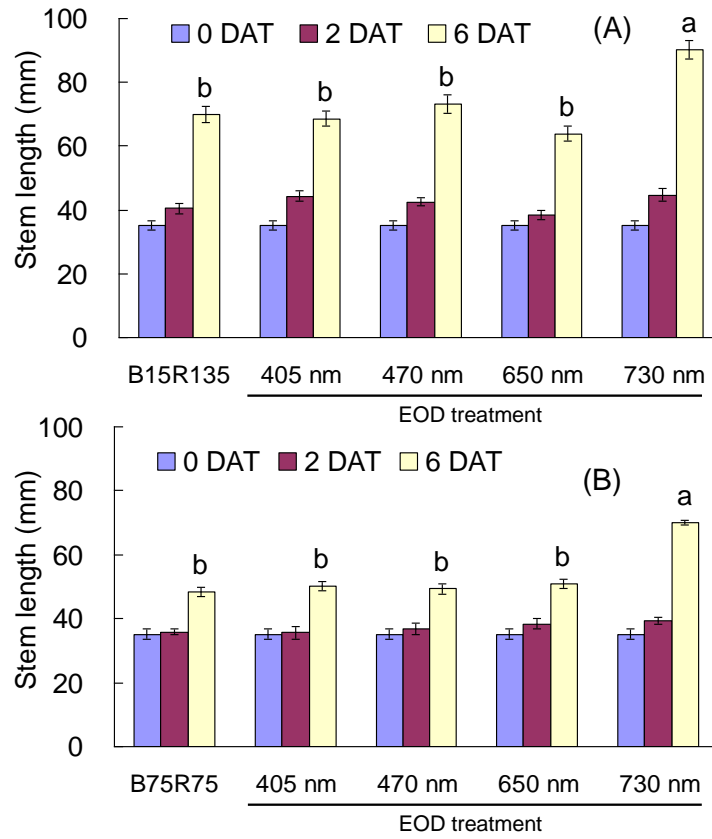 0 DAT 2 DAT 6 DAT (A)
Stem length (mm)
100
80
60
40
20
0
b b b b a
B15R135 405 nm 470 nm 650 nm 730 nm
EOD treatment
0 DAT 2 DAT 6 DAT (B)
Stem length (mm)
100
80
60
40
20
0
b b b b a
B75R75 405 nm 470 nm 650 nm 730 nm
EOD treatment